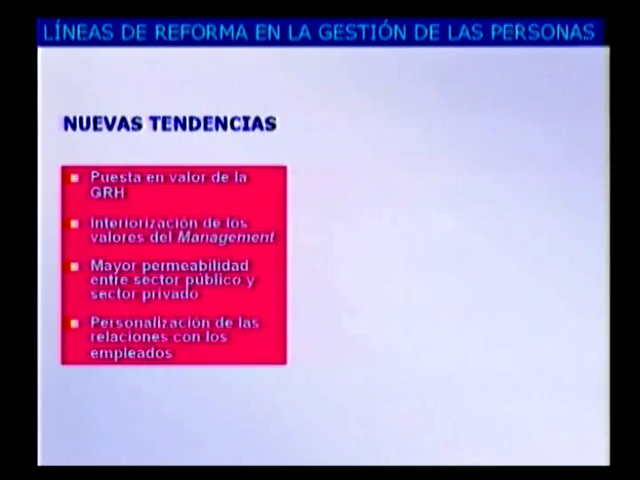 LÍNEAS DE REFORMA EN LA GESTIÓN DE LAS PERSONAS
NUEVAS TENDENCIAS
Puesta en valor de la
GRH
Interiorización de los
valores del Management
Mayor permeabilidad
entre sector público y
sector privado
Personalización de las
relaciones con los
empleados